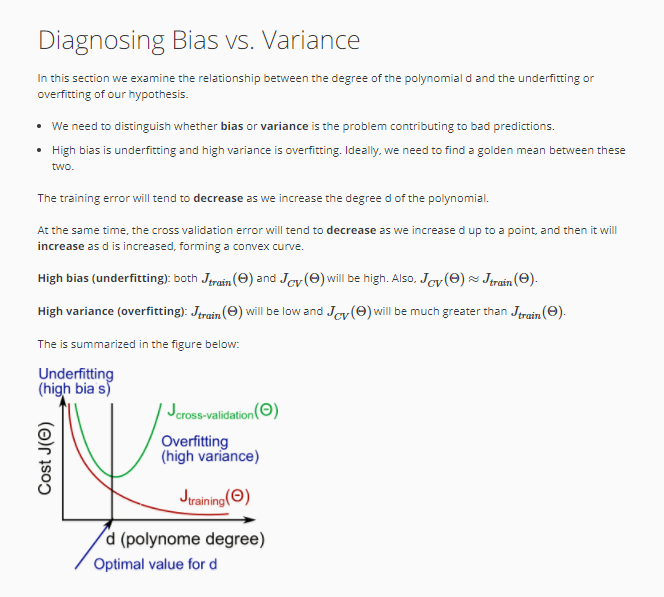 Diagnosing Bias vs. Variance
In this section we examine the relationship between the degree of the polynomial d and the underfitting or
overfitting of our hypothesis.
• We need to distinguish whether bias or variance is the problem contributing to bad predictions.
• High bias is underfitting and high variance is overfitting. Ideally, we need to find a golden mean between these
two.
The training error will tend to decrease as we increase the degree d of the polynomial.
At the same time, the cross validation error will tend to decrease as we increase d up to a point, and then it will
increase as d is increased, forming a convex curve.
High bias (underfitting): both J_train(Θ) and J_CV(Θ) will be high. Also, J_CV(Θ) ≈ J_train(Θ).
High variance (overfitting): J_train(Θ) will be low and J_CV(Θ) will be much greater than J_train(Θ).
The is summarized in the figure below:
Underfitting
(high bia s)
J_cross-validation(Θ)
Overfitting
(high variance)
Cost J(Θ)
J_training(Θ)
d (polynome degree)
Optimal value for d